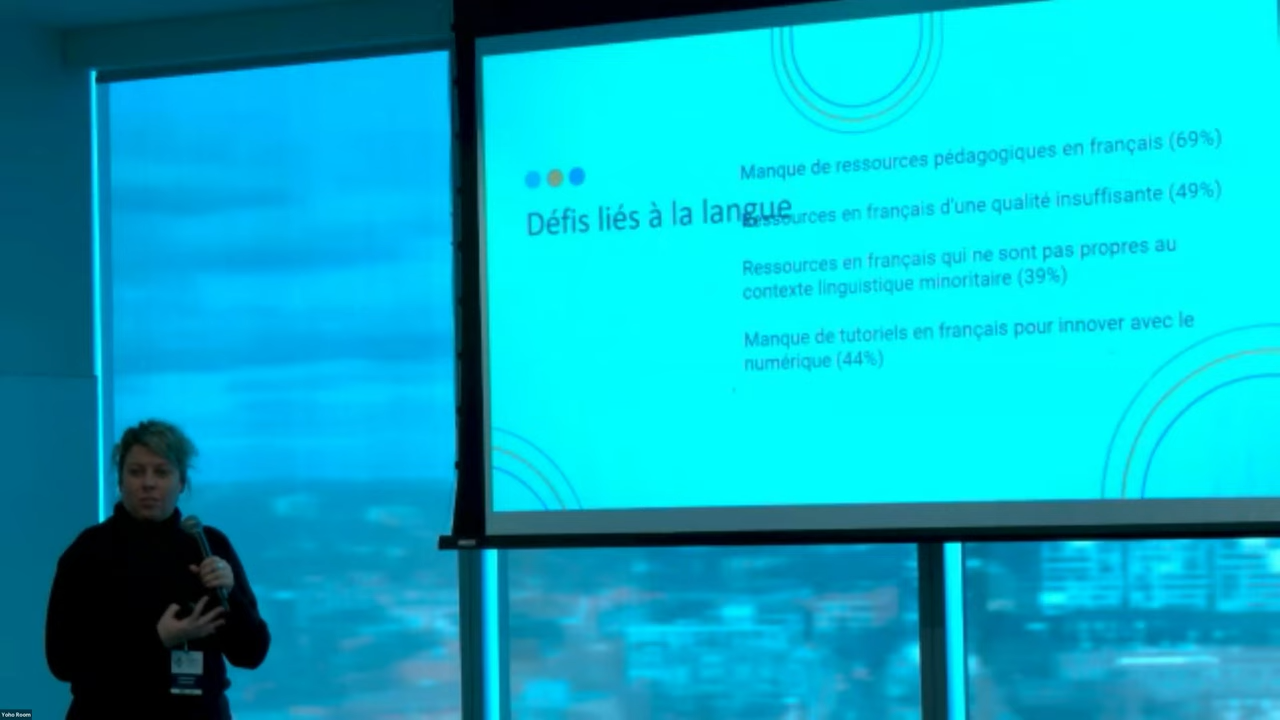 Défis liés à la langue
Manque de ressources pédagogiques en français (69%)
Ressources en français d'une qualité insuffisante (49%)
Ressources en français qui ne sont pas propres au
contexte linguistique minoritaire (39%)
Manque de tutoriels en français pour innover avec le
numérique (44%)
Yoho Room